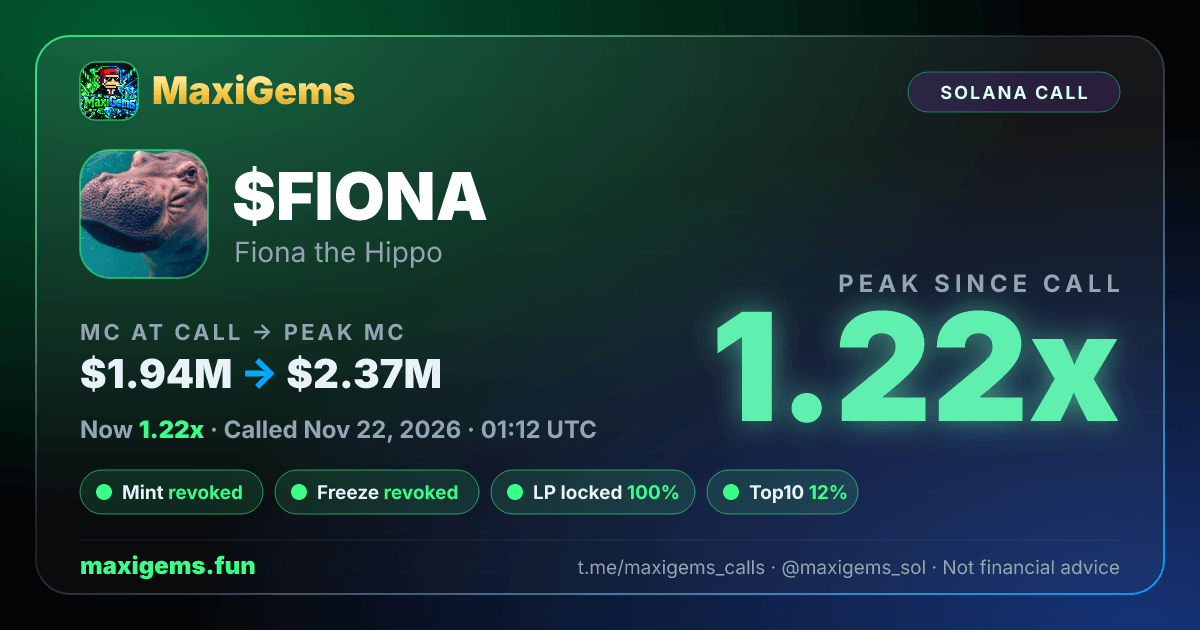 MaxiGems
MaxiGems
SOLANA CALL
$FIONA
Fiona the Hippo
PEAK SINCE CALL
1.22x
MC AT CALL → PEAK MC
$1.94M → $2.37M
Now 1.22x · Called Nov 22, 2026 · 01:12 UTC
Mint revoked
Freeze revoked
LP locked 100%
Top10 12%
maxigems.fun
t.me/maxigems_calls · @maxigems_sol · Not financial advice